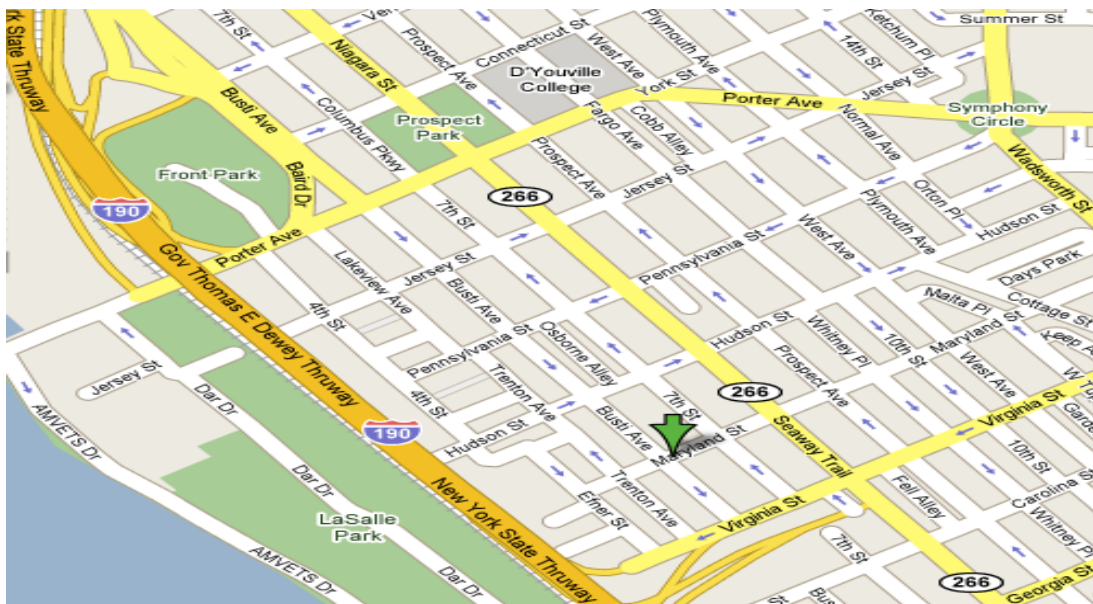 7th St
Ver
Connecticut St
West Ave
Plymouth Ave
14th St
Ketchum Pl
Summer St
rk State Thruway
Niagara St
Prospect Ave
D'Youville
College
York St
Jersey St
Busti Ave
Porter Ave
Symphony
Circle
Columbus Pkwy
Prospect
Park
Fargo Ave
Cobb Alley
Normal Ave
Wadsworth St
Front Park
Baird Dr
Prospect Ave
Jersey St
Orton Pl
190
266
7th St
West Ave
Plymouth Ave
Hudson St
Porter Ave
Gov Thomas E Dewey Thruway
Lakeview Ave
Jersey St
Pennsylvania St
Days Park
4th St
Busti Ave
Malta Pl
Cottage St
Hudson St
Maryland St
Keep A
Pennsylvania St
Osborne Alley
Whitney Pl
10th St
Jersey St
Dar Dr
4th St
Trenton Ave
Prospect Ave
West Ave
W Tup
266
7th St
Virginia St
AMVETS Dr
190
Hudson St
Busti Ave
Maryland St
Seaway Trail
Garde
10th St
Dar Dr
New York State Thruway
Trenton Ave
Efner St
Virginia St
Fell Alley
Carolina St
LaSalle
Park
Whitney Pl
AMVETS Dr
Dar Dr
7th St
266
Georgia St
Bus